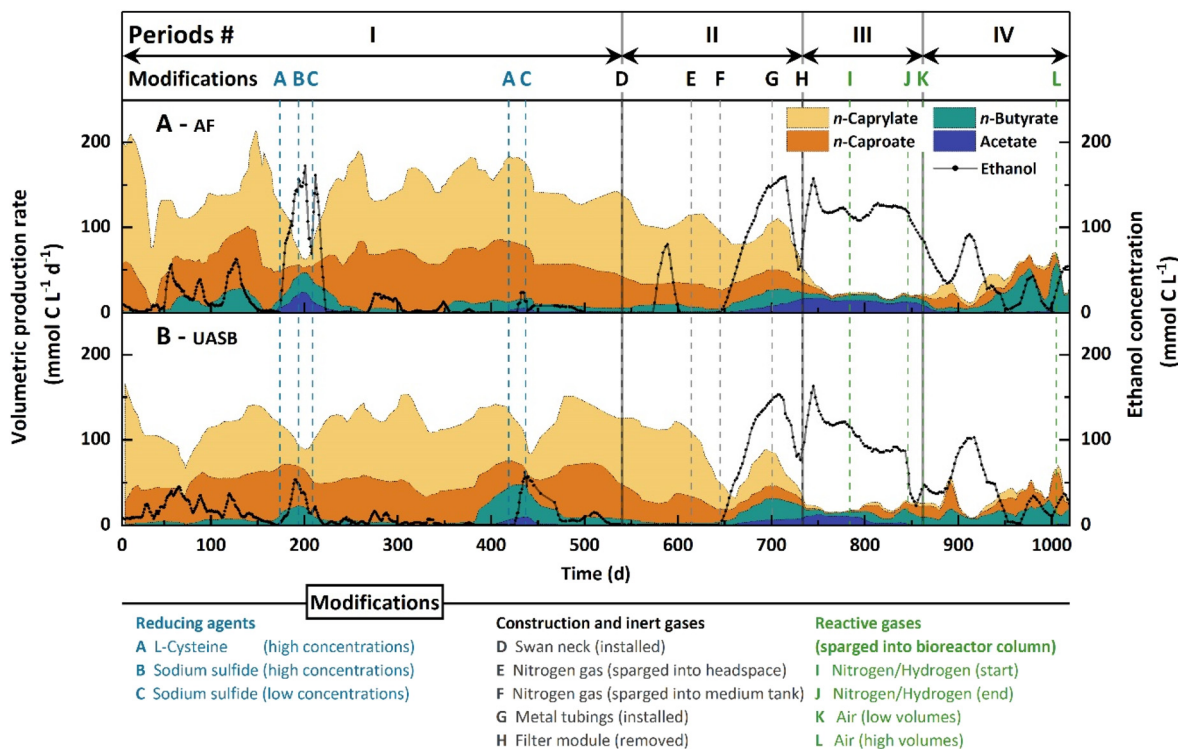 Periods # I II III IV
Modifications A B C A C D E F G H I J K L
A - AF
n-Caprylate n-Butyrate
n-Caproate Acetate
Ethanol
200
100
0
200
100
0
Volumetric production rate
(mmol C L⁻¹ d⁻¹)
Ethanol concentration
(mmol C L⁻¹)
B - UASB
200
100
0
200
100
0
0 100 200 300 400 500 600 700 800 900 1000
Time (d)
Modifications
Reducing agents
A L-Cysteine (high concentrations)
B Sodium sulfide (high concentrations)
C Sodium sulfide (low concentrations)
Construction and inert gases
D Swan neck (installed)
E Nitrogen gas (sparged into headspace)
F Nitrogen gas (sparged into medium tank)
G Metal tubings (installed)
H Filter module (removed)
Reactive gases
(sparged into bioreactor column)
I Nitrogen/Hydrogen (start)
J Nitrogen/Hydrogen (end)
K Air (low volumes)
L Air (high volumes)